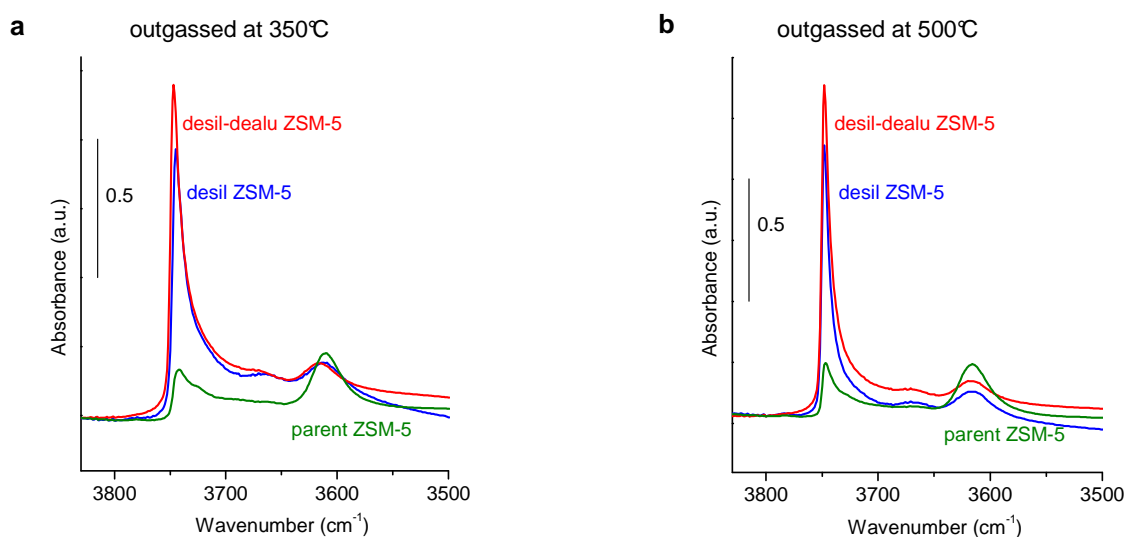 a
outgassed at 350°C
desil-dealu ZSM-5
desil ZSM-5
0.5
parent ZSM-5
Absorbance (a.u.)
3800 3700 3600 3500
Wavenumber (cm⁻¹)
b
outgassed at 500°C
desil-dealu ZSM-5
desil ZSM-5
0.5
parent ZSM-5
Absorbance (a.u.)
3800 3700 3600 3500
Wavenumber (cm⁻¹)